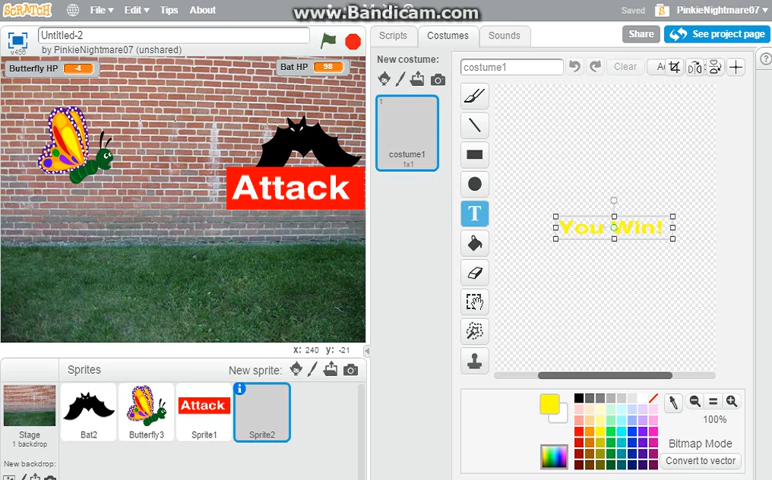 www.Bandicam.com
SCRATCH
File
Edit
Tips
About
Saved
PinkieNightmare07
v456
Untitled-2
by PinkieNightmare07 (unshared)
Scripts
Costumes
Sounds
Share
See project page
Butterfly HP -4
Bat HP 98
Attack
New costume:
costume1
Clear
1
costume1
1x1
T
You Win!
x: 240 y: -21
Sprites
New sprite:
Stage
1 backdrop
Bat2
Butterfly3
Attack
Sprite1
Sprite2
New backdrop:
100%
Bitmap Mode
Convert to vector